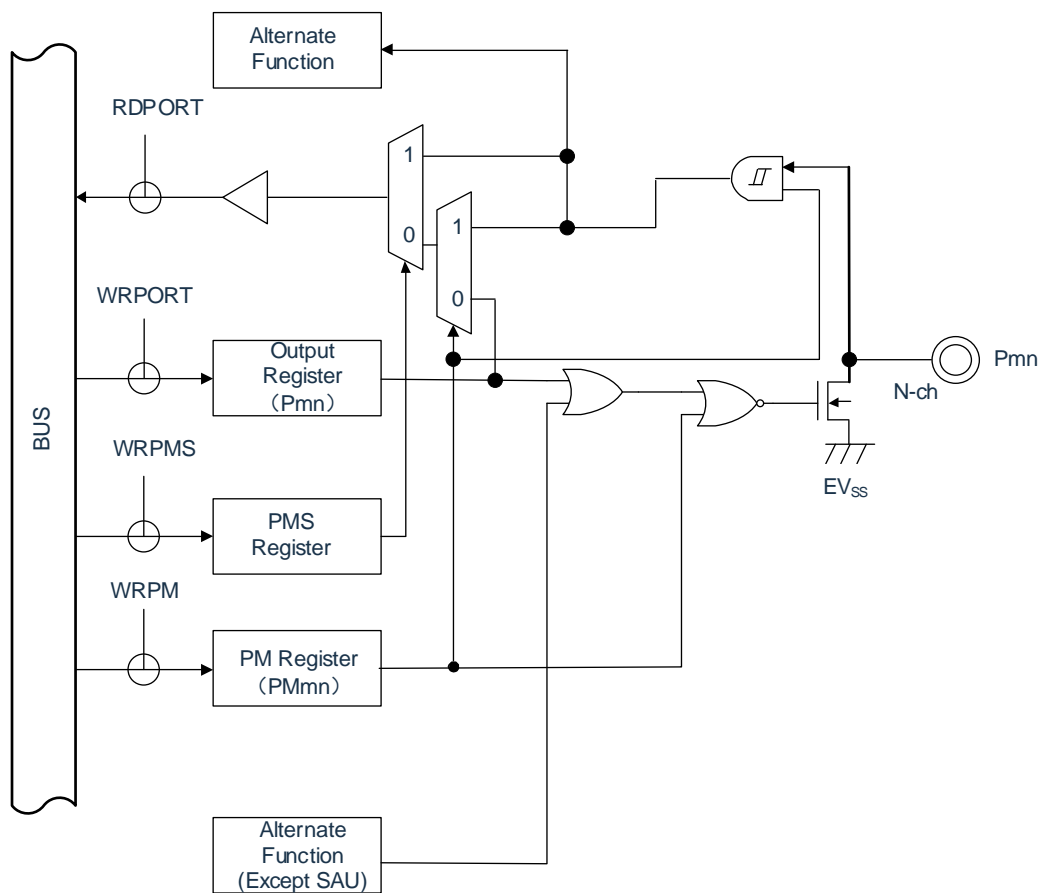 Alternate
Function
RDPORT
1
0
1
0
WRPORT
Output
Register
（Pmn）
Pmn
N-ch
EVSS
BUS
WRPMS
PMS
Register
WRPM
PM Register
（PMmn）
Alternate
Function
(Except SAU)